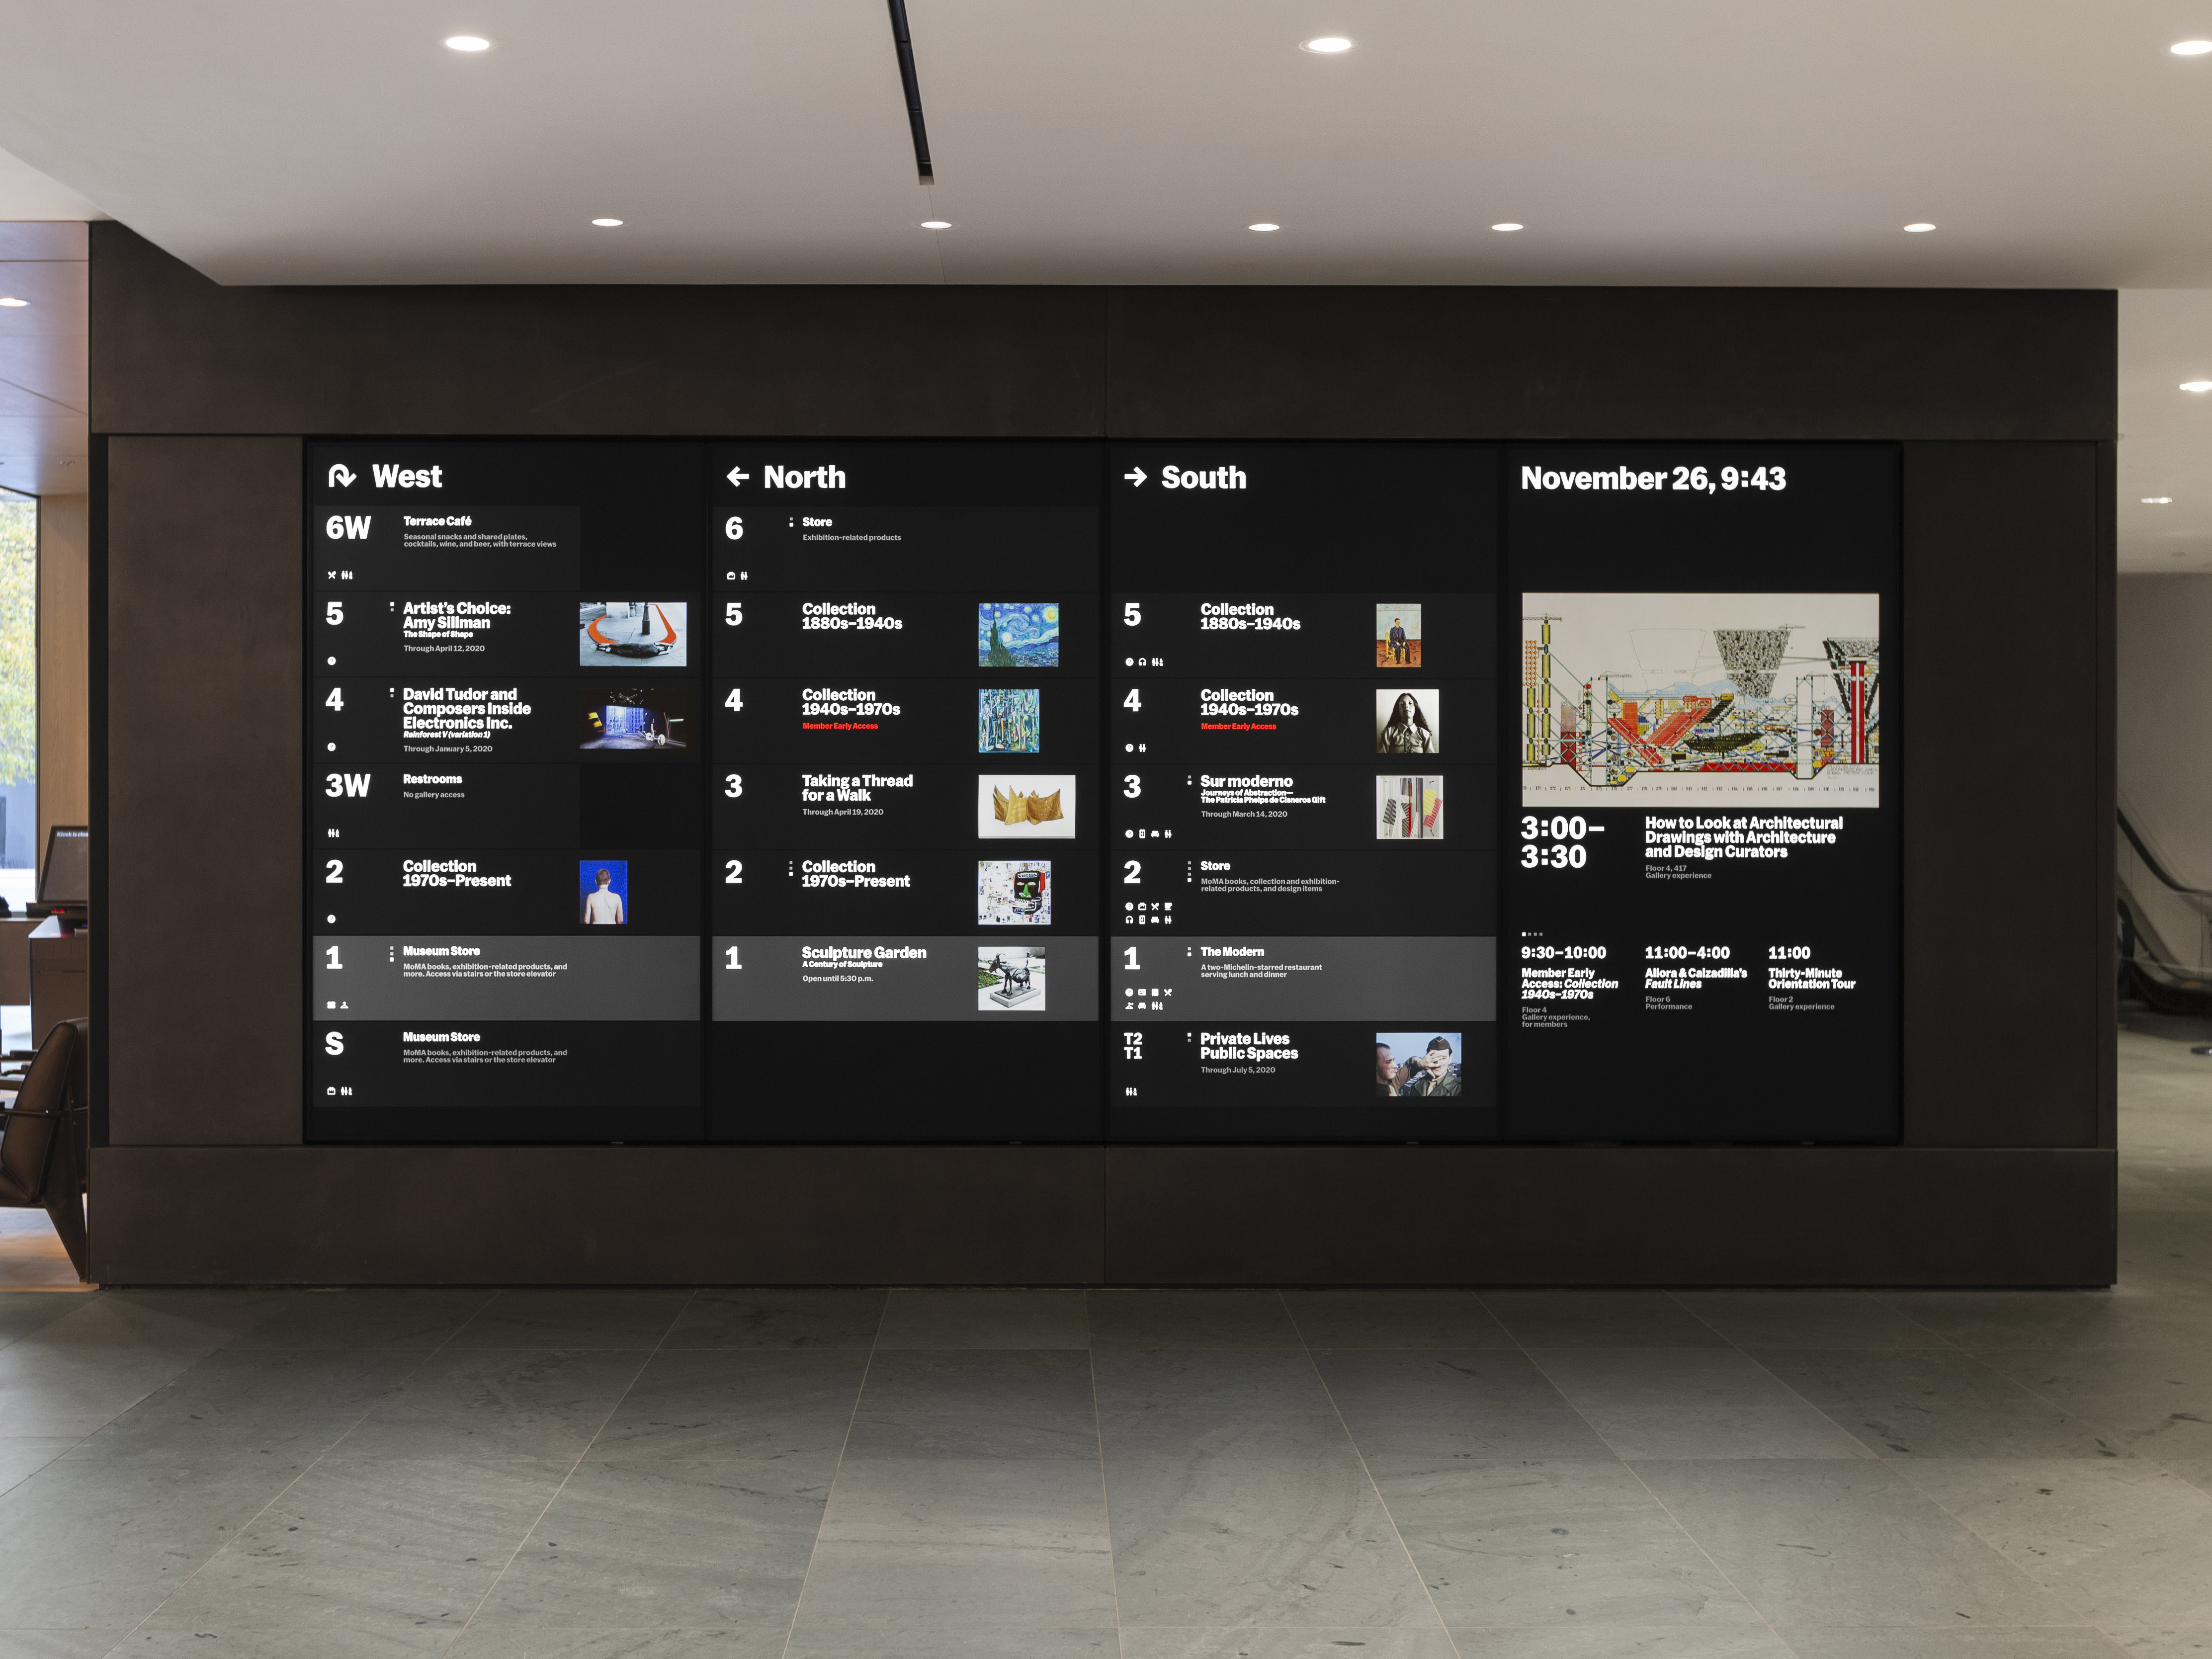 West
6W
Terrace Café
Seasonal snacks and shared plates,
cocktails, wine, and beer, with terrace views
5
Artist's Choice:
Amy Sillman
The Shape of Shape
Through April 12, 2020
4
David Tudor and
Composers Inside
Electronics Inc.
Rainforest V (variation 1)
Through January 5, 2020
3W
Restrooms
No gallery access
2
Collection
1970s–Present
1
Museum Store
MoMA books, exhibition-related products, and
more. Access via stairs or the store elevator
S
Museum Store
MoMA books, exhibition-related products, and
more. Access via stairs or the store elevator
North
6
Store
Exhibition-related products
5
Collection
1880s–1940s
4
Collection
1940s–1970s
Member Early Access
3
Taking a Thread
for a Walk
Through April 19, 2020
2
Collection
1970s–Present
1
Sculpture Garden
A Century of Sculpture
Open until 5:30 p.m.
South
5
Collection
1880s–1940s
4
Collection
1940s–1970s
Member Early Access
3
Sur moderno
Journeys of Abstraction—
The Patricia Phelps de Cisneros Gift
Through March 14, 2020
2
Store
MoMA books, collection and exhibition-
related products, and design items
1
The Modern
A two-Michelin-starred restaurant
serving lunch and dinner
T2
T1
Private Lives
Public Spaces
Through July 5, 2020
November 26, 9:43
3:00–
3:30
How to Look at Architectural
Drawings with Architecture
and Design Curators
Floor 4, 417
Gallery experience
9:30–10:00
Member Early
Access: Collection
1940s–1970s
Floor 4
Gallery experience,
for members
11:00–4:00
Allora & Calzadilla's
Fault Lines
Floor 6
Performance
11:00
Thirty-Minute
Orientation Tour
Floor 2
Gallery experience